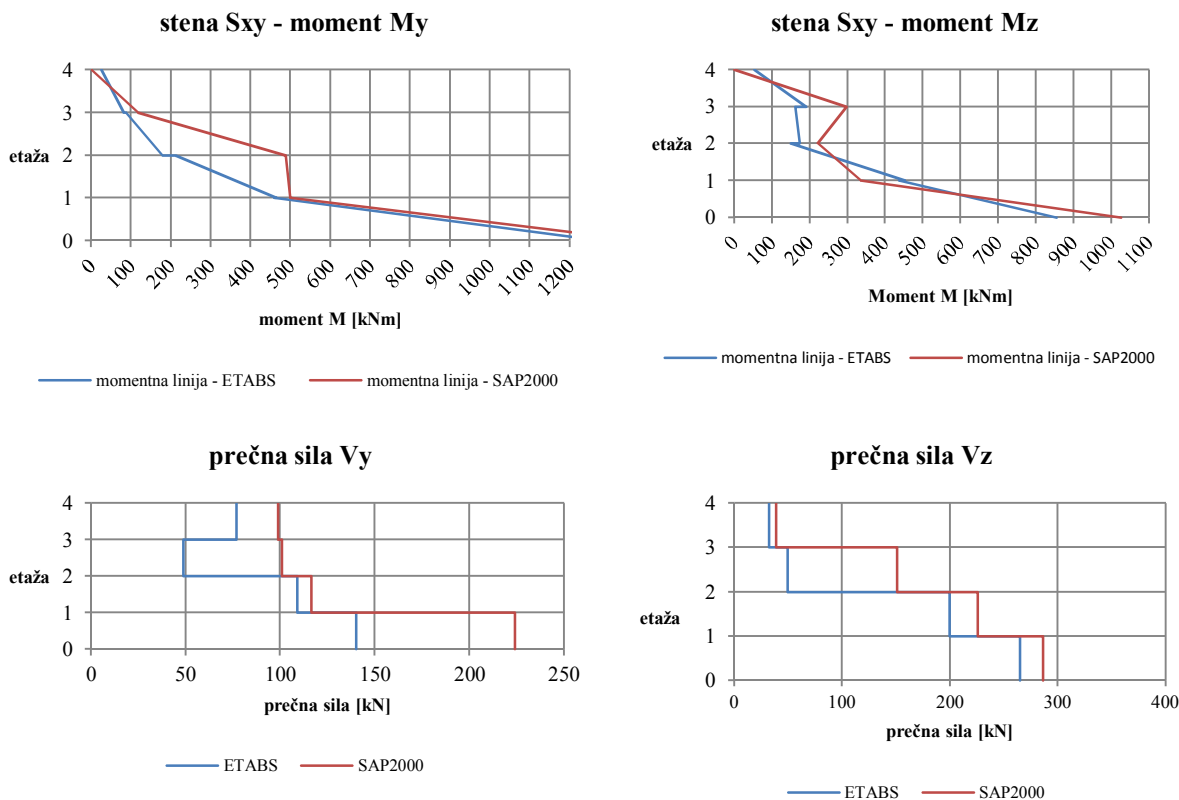 stena Sxy - moment My
4
3
etaža
2
1
0
0
100
200
300
400
500
600
700
800
900
1000
1100
1200
moment M [kNm]
momentna linija - ETABS
momentna linija - SAP2000
stena Sxy - moment Mz
4
3
etaža
2
1
0
0
100
200
300
400
500
600
700
800
900
1000
1100
Moment M [kNm]
momentna linija - ETABS
momentna linija - SAP2000
prečna sila Vy
4
3
etaža
2
1
0
0
50
100
150
200
250
prečna sila [kN]
ETABS
SAP2000
prečna sila Vz
4
3
2
etaža
1
0
0
100
200
300
400
prečna sila [kN]
ETABS
SAP2000